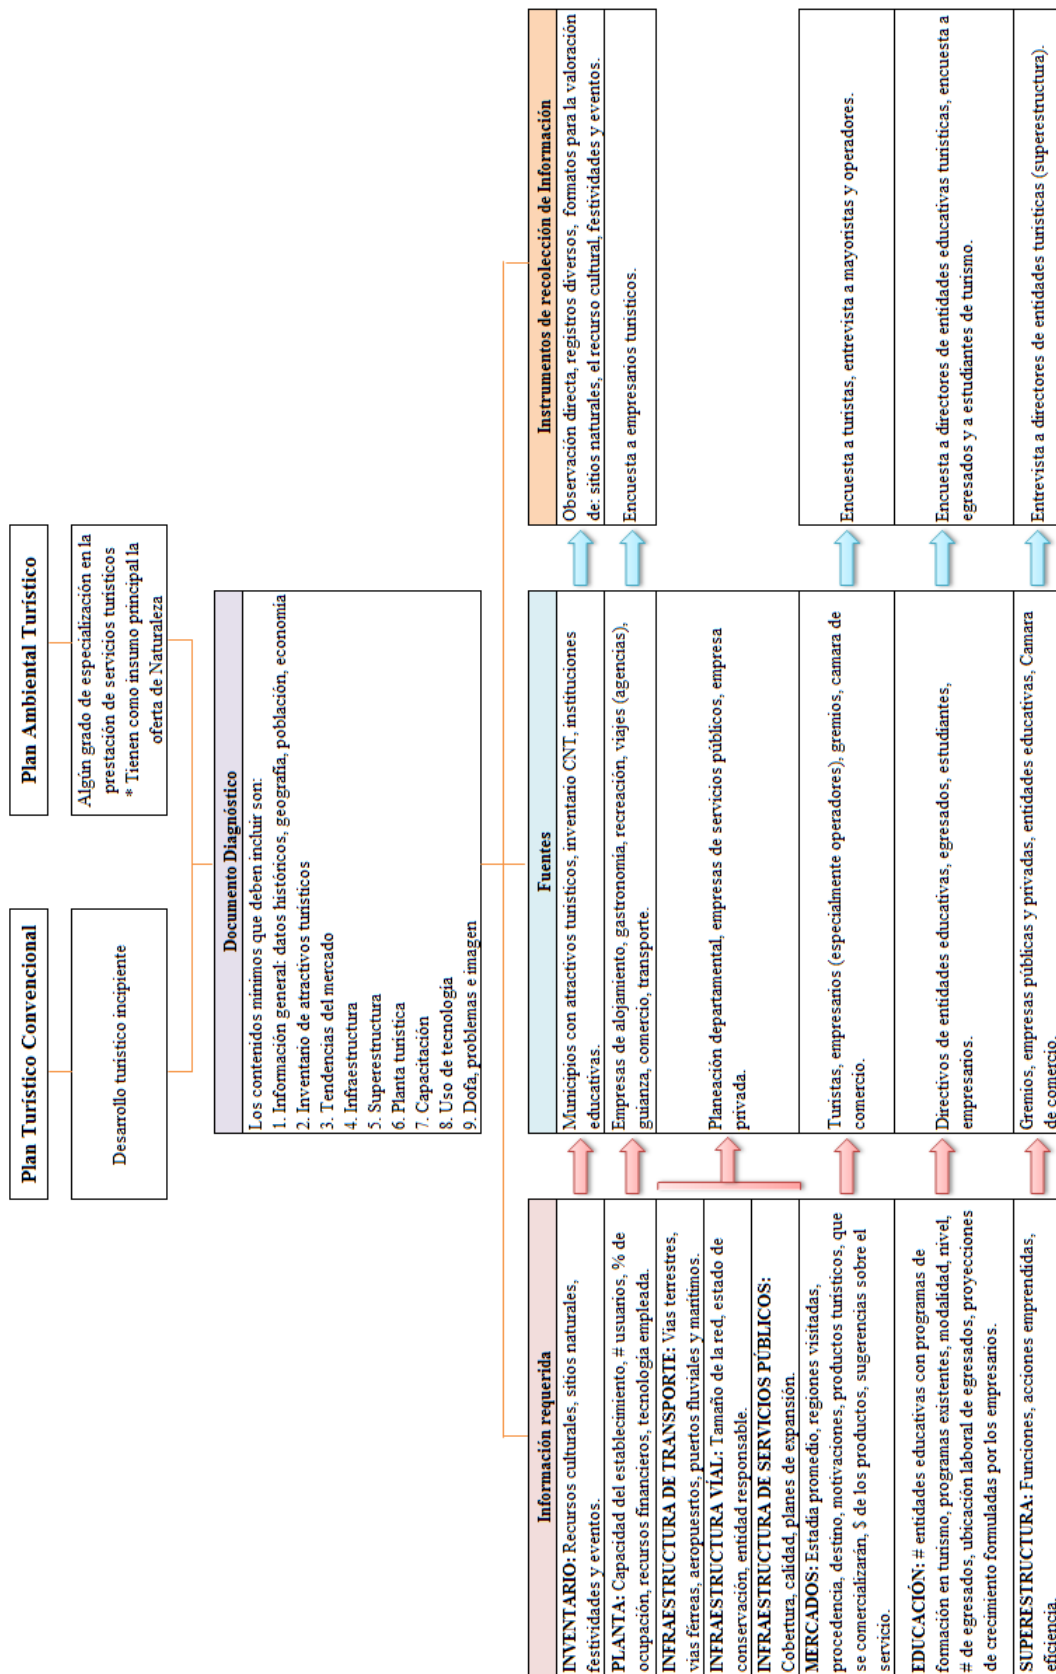 Plan Turístico Convencional
Plan Ambiental Turístico
Desarrollo turistico incipiente
Algún grado de especialización en la
prestación de servicios turísticos
* Tienen como insumo principal la
oferta de Naturaleza
Documento Diagnóstico
Los contenidos mínimos que deben incluir son:
1. Información general: datos históricos, geografía, población, economia
2. Inventario de atractivos turísticos
3. Tendencias del mercado
4. Infraestructura
5. Superestructura
6. Planta turistica
7. Capacitación
8. Uso de tecnología
9. Dofa, problemas e imagen
Información requerida
Fuentes
Instrumentos de recolección de Información
INVENTARIO: Recursos culturales, sitios naturales,
festividades y eventos.
Municipios con atractivos turísticos, inventario CNT, instituciones
educativas.
Observación directa, registros diversos, formatos para la valoración
de: sitios naturales, el recurso cultural, festividades y eventos.
PLANTA: Capacidad del establecimiento, # usuarios, % de
ocupación, recursos financieros, tecnología empleada.
Empresas de alojamiento, gastronomía, recreación, viajes (agencias),
guianza, comercio, transporte.
Encuesta a empresarios turísticos.
INFRAESTRUCTURA DE TRANSPORTE: Vias terrestres,
vías férreas, aeropuesrtos, puertos fluviales y marítimos.
INFRAESTRUCTURA VÍAL: Tamaño de la red, estado de
conservación, entidad responsable.
INFRAESTRUCTURA DE SERVICIOS PÚBLICOS:
Cobertura, calidad, planes de expansión.
Planeación departamental, empresas de servicios públicos, empresa
privada.
MERCADOS: Estadía promedio, regiones visitadas,
procedencia, destino, motivaciones, productos turísticos, que
se comercializarán, $ de los productos, sugerencias sobre el
servicio.
Turistas, empresarios (especialmente operadores), gremios, camara de
comercio.
Encuesta a turistas, entrevista a mayoristas y operadores.
EDUCACIÓN: # entidades educativas con programas de
formación en turismo, programas existentes, modalidad, nivel,
# de egresados, ubicación laboral de egresados, proyecciones
de crecimiento formuladas por los empresarios.
Directivos de entidades educativas, egresados, estudiantes,
empresarios.
Encuesta a directores de entidades educativas turísticas, encuesta a
egresados y a estudiantes de turismo.
SUPERESTRUCTURA: Funciones, acciones emprendidas,
eficiencia.
Gremios, empresas públicas y privadas, entidades educativas, Camara
de comercio.
Entrevista a directores de entidades turísticas (superestructura).